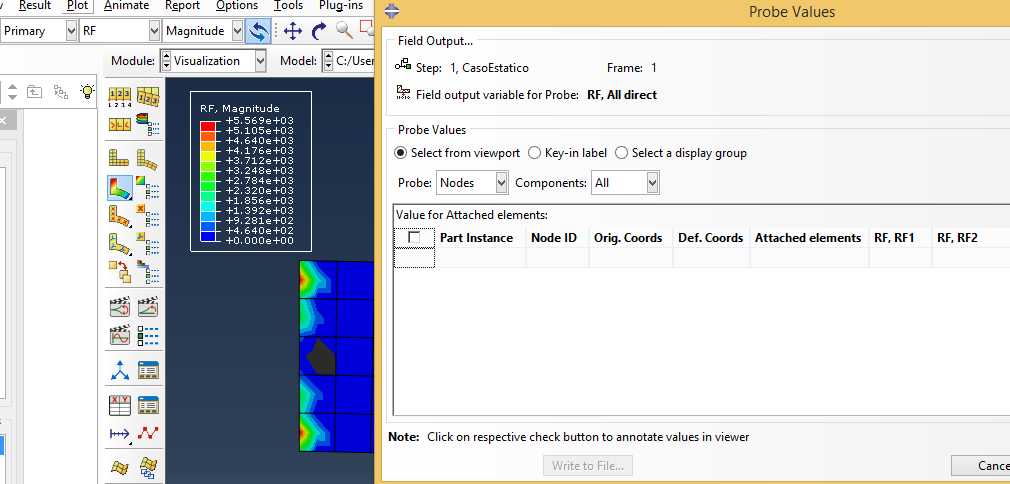 w
Result
Plot
Animate
Report
Options
Tools
Plug-ins
Probe Values
Primary
RF
Magnitude
Module:
Visualization
Model:
C:/User
Field Output...
Step: 1, CasoEstatico
Frame: 1
Field output variable for Probe: RF, All direct
RF, Magnitude
+5.569e+03
+5.105e+03
+4.640e+03
+4.176e+03
+3.712e+03
+3.248e+03
+2.784e+03
+2.320e+03
+1.856e+03
+1.392e+03
+9.281e+02
+4.640e+02
+0.000e+00
Probe Values
Select from viewport
Key-in label
Select a display group
Probe: Nodes
Components: All
Value for Attached elements:
Part Instance
Node ID
Orig. Coords
Def. Coords
Attached elements
RF, RF1
RF, RF2
X Y
Note: Click on respective check button to annotate values in viewer
Write to File...
Cance